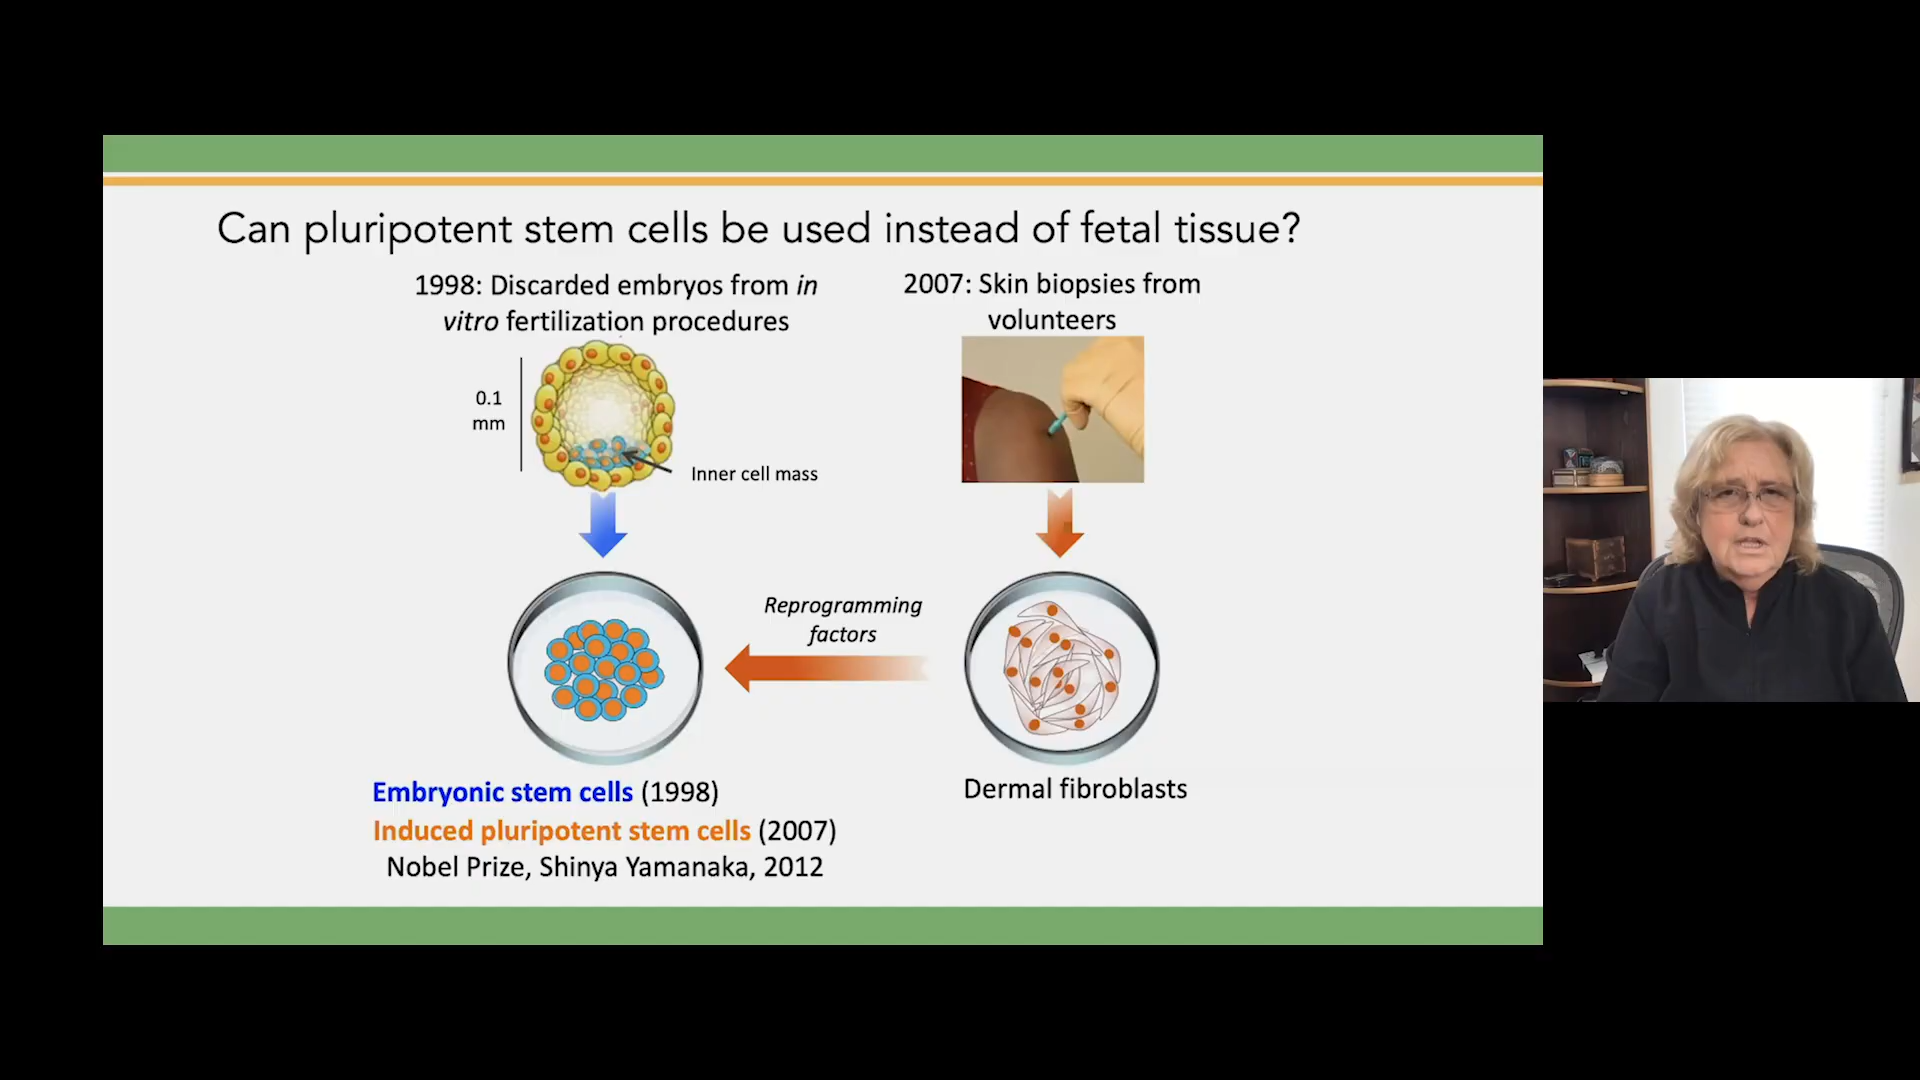 Can pluripotent stem cells be used instead of fetal tissue?
1998: Discarded embryos from in
vitro fertilization procedures
2007: Skin biopsies from
volunteers
0.1
mm
Inner cell mass
Reprogramming
factors
Embryonic stem cells (1998)
Induced pluripotent stem cells (2007)
Nobel Prize, Shinya Yamanaka, 2012
Dermal fibroblasts